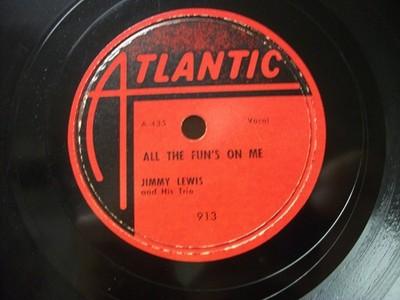 ATLANTIC
A-435 Vocal
ALL THE FUN'S ON ME
JIMMY LEWIS
and His Trio
913